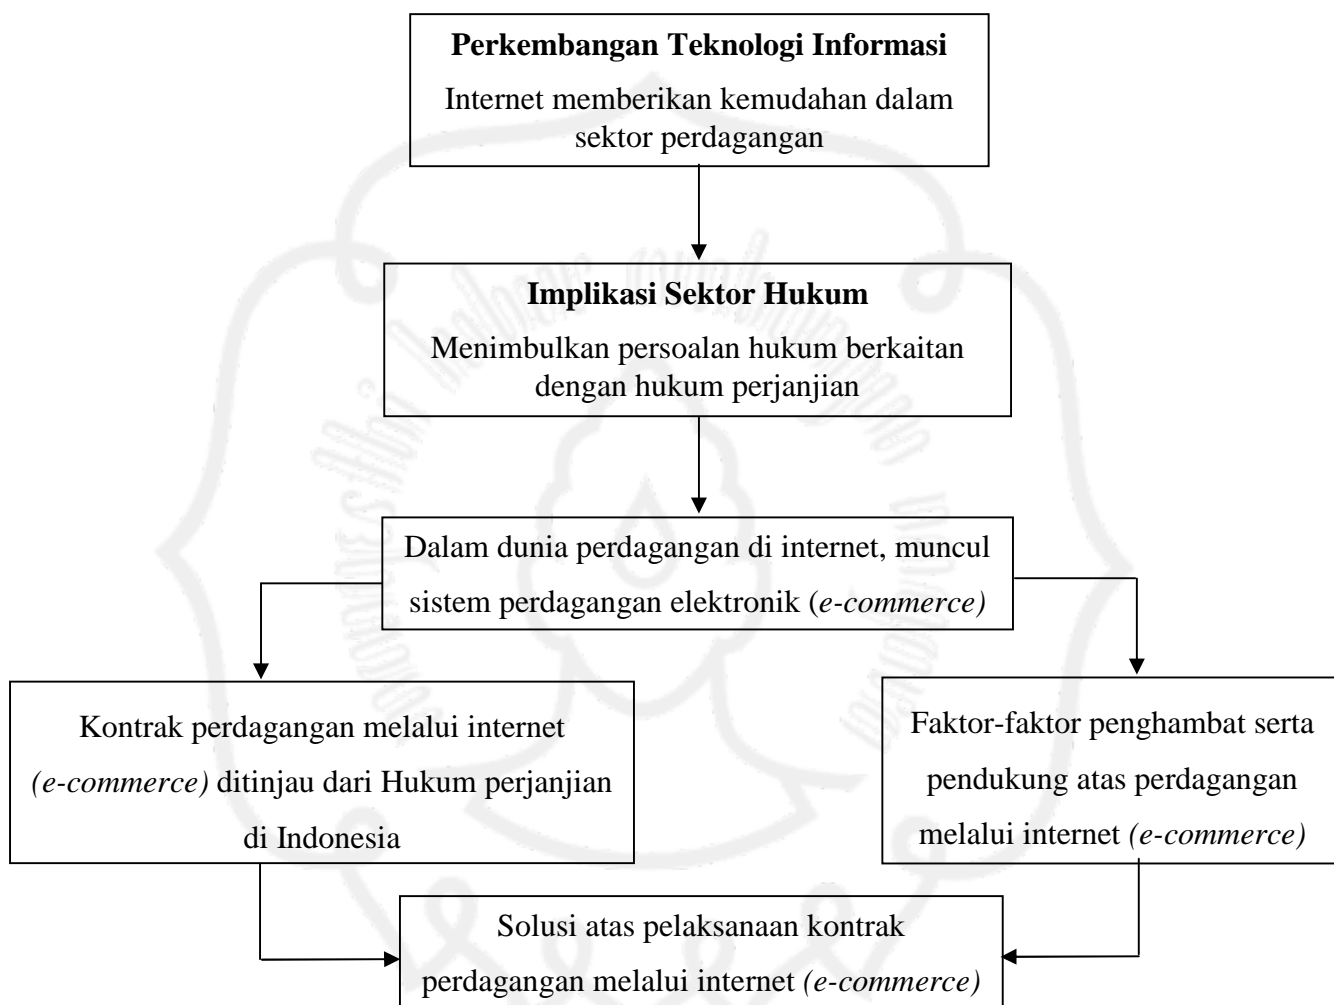 Perkembangan Teknologi Informasi
Internet memberikan kemudahan dalam
sektor perdagangan
Implikasi Sektor Hukum
Menimbulkan persoalan hukum berkaitan
dengan hukum perjanjian
Dalam dunia perdagangan di internet, muncul
sistem perdagangan elektronik (e-commerce)
Kontrak perdagangan melalui internet
(e-commerce) ditinjau dari Hukum perjanjian
di Indonesia
Faktor-faktor penghambat serta
pendukung atas perdagangan
melalui internet (e-commerce)
Solusi atas pelaksanaan kontrak
perdagangan melalui internet (e-commerce)